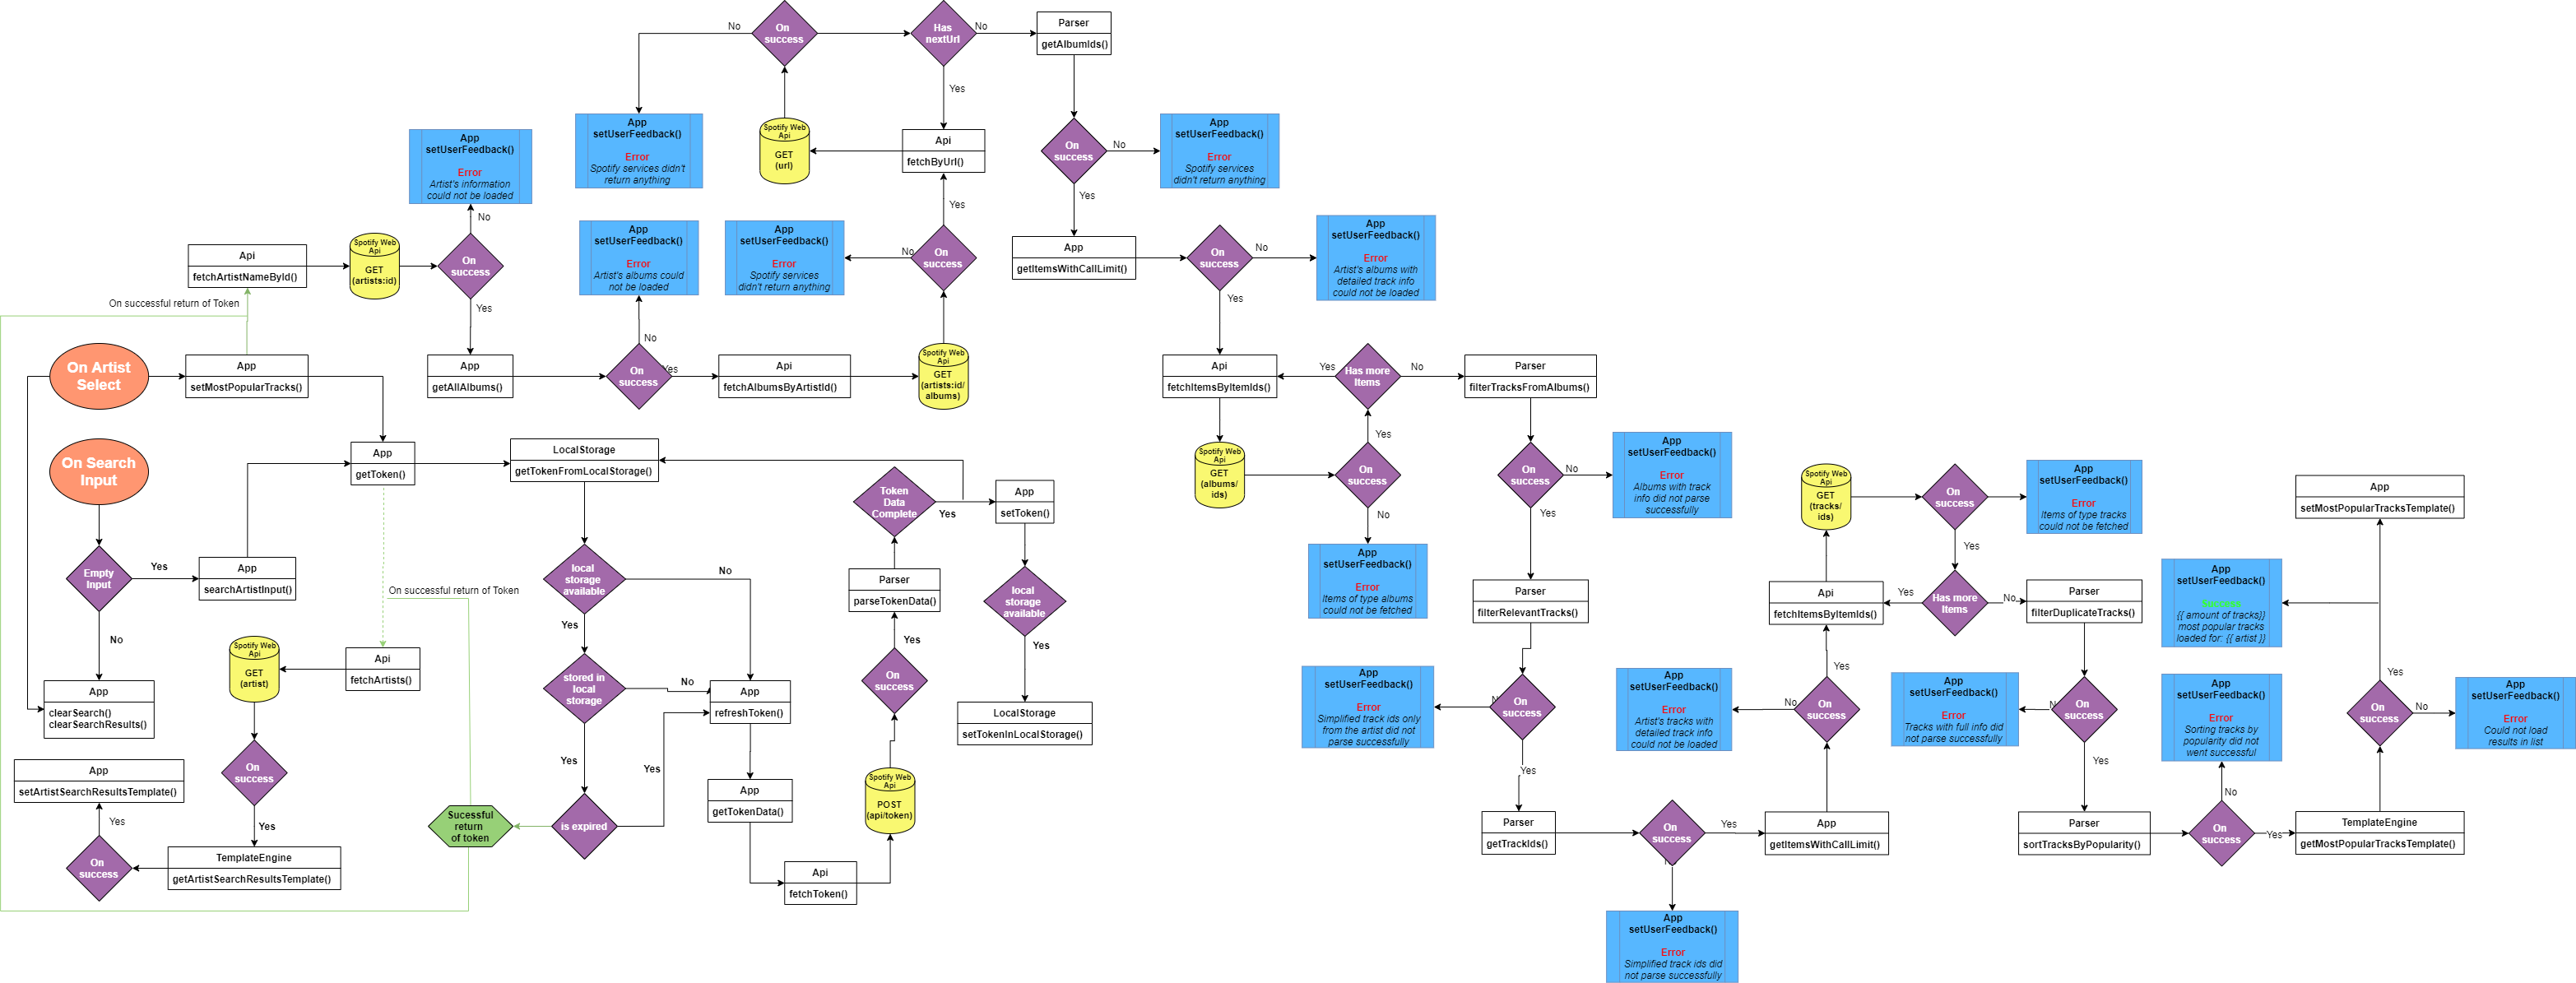 On
success
No
Has
nextUrl
No
Parser
getAlbumIds()
Yes
App
setUserFeedback()
Error
Spotify services didn't
return anything
Spotify Web
Api
GET
(url)
Api
fetchByUrl()
On
success
No
App
setUserFeedback()
Error
Spotify services
didn't return anything
Yes
App
setUserFeedback()
Error
Artist's information
could not be loaded
No
Api
fetchArtistNameById()
Spotify Web
Api
GET
(artists:id)
On
success
Yes
App
setUserFeedback()
Error
Artist's albums could
not be loaded
App
setUserFeedback()
Error
Spotify services
didn't return anything
No
On
success
Yes
App
getItemsWithCallLimit()
On
success
No
Yes
App
setUserFeedback()
Error
Artist's albums with
detailed track info
could not be loaded
On successful return of Token
On Artist
Select
App
setMostPopularTracks()
App
getAllAlbums()
No
On
success
Yes
Api
fetchAlbumsByArtistId()
Spotify Web
Api
GET
(artists:id/
albums)
Api
fetchItemsByItemIds()
Yes
Has more
Items
No
Parser
filterTracksFromAlbums()
On Search
Input
App
getToken()
LocalStorage
getTokenFromLocalStorage()
Token
Data
Complete
Yes
App
setToken()
Spotify Web
Api
GET
(albums/
ids)
Yes
On
success
No
On
success
No
Yes
App
setUserFeedback()
Error
Albums with track
info did not parse
successfully
Spotify Web
Api
GET
(tracks/
ids)
On
success
Yes
App
setUserFeedback()
Error
Items of type tracks
could not be fetched
App
setMostPopularTracksTemplate()
Empty
Input
Yes
No
App
searchArtistInput()
On successful return of Token
local
storage
available
No
Yes
Parser
parseTokenData()
Yes
local
storage
available
Yes
App
setUserFeedback()
Error
Items of type albums
could not be fetched
Parser
filterRelevantTracks()
Api
fetchItemsByItemIds()
Yes
Has more
Items
No
Parser
filterDuplicateTracks()
App
setUserFeedback()
Success
{{ amount of tracks}}
most popular tracks
loaded for: {{ artist }}
Spotify Web
Api
GET
(artist)
Api
fetchArtists()
App
clearSearch()
clearSearchResults()
stored in
local
storage
No
Yes
App
refreshToken()
On
success
LocalStorage
setTokenInLocalStorage()
App
setUserFeedback()
Error
Simplified track ids only
from the artist did not
parse successfully
On
success
Yes
App
setUserFeedback()
Error
Artist's tracks with
detailed track info
could not be loaded
No
On
success
Yes
App
setUserFeedback()
Error
Tracks with full info did
not parse successfully
On
success
Yes
App
setUserFeedback()
Error
Sorting tracks by
popularity did not
went successful
No
Yes
On
success
No
App
setUserFeedback()
Error
Could not load
results in list
App
setArtistSearchResultsTemplate()
On
success
Yes
Yes
On
success
TemplateEngine
getArtistSearchResultsTemplate()
Sucessful
return
of token
is expired
Yes
App
getTokenData()
Spotify Web
Api
POST
(api/token)
Api
fetchToken()
Parser
getTrackIds()
On
success
Yes
App
getItemsWithCallLimit()
Parser
sortTracksByPopularity()
On
success
Yes
TemplateEngine
getMostPopularTracksTemplate()
App
setUserFeedback()
Error
Simplified track ids did
not parse successfully